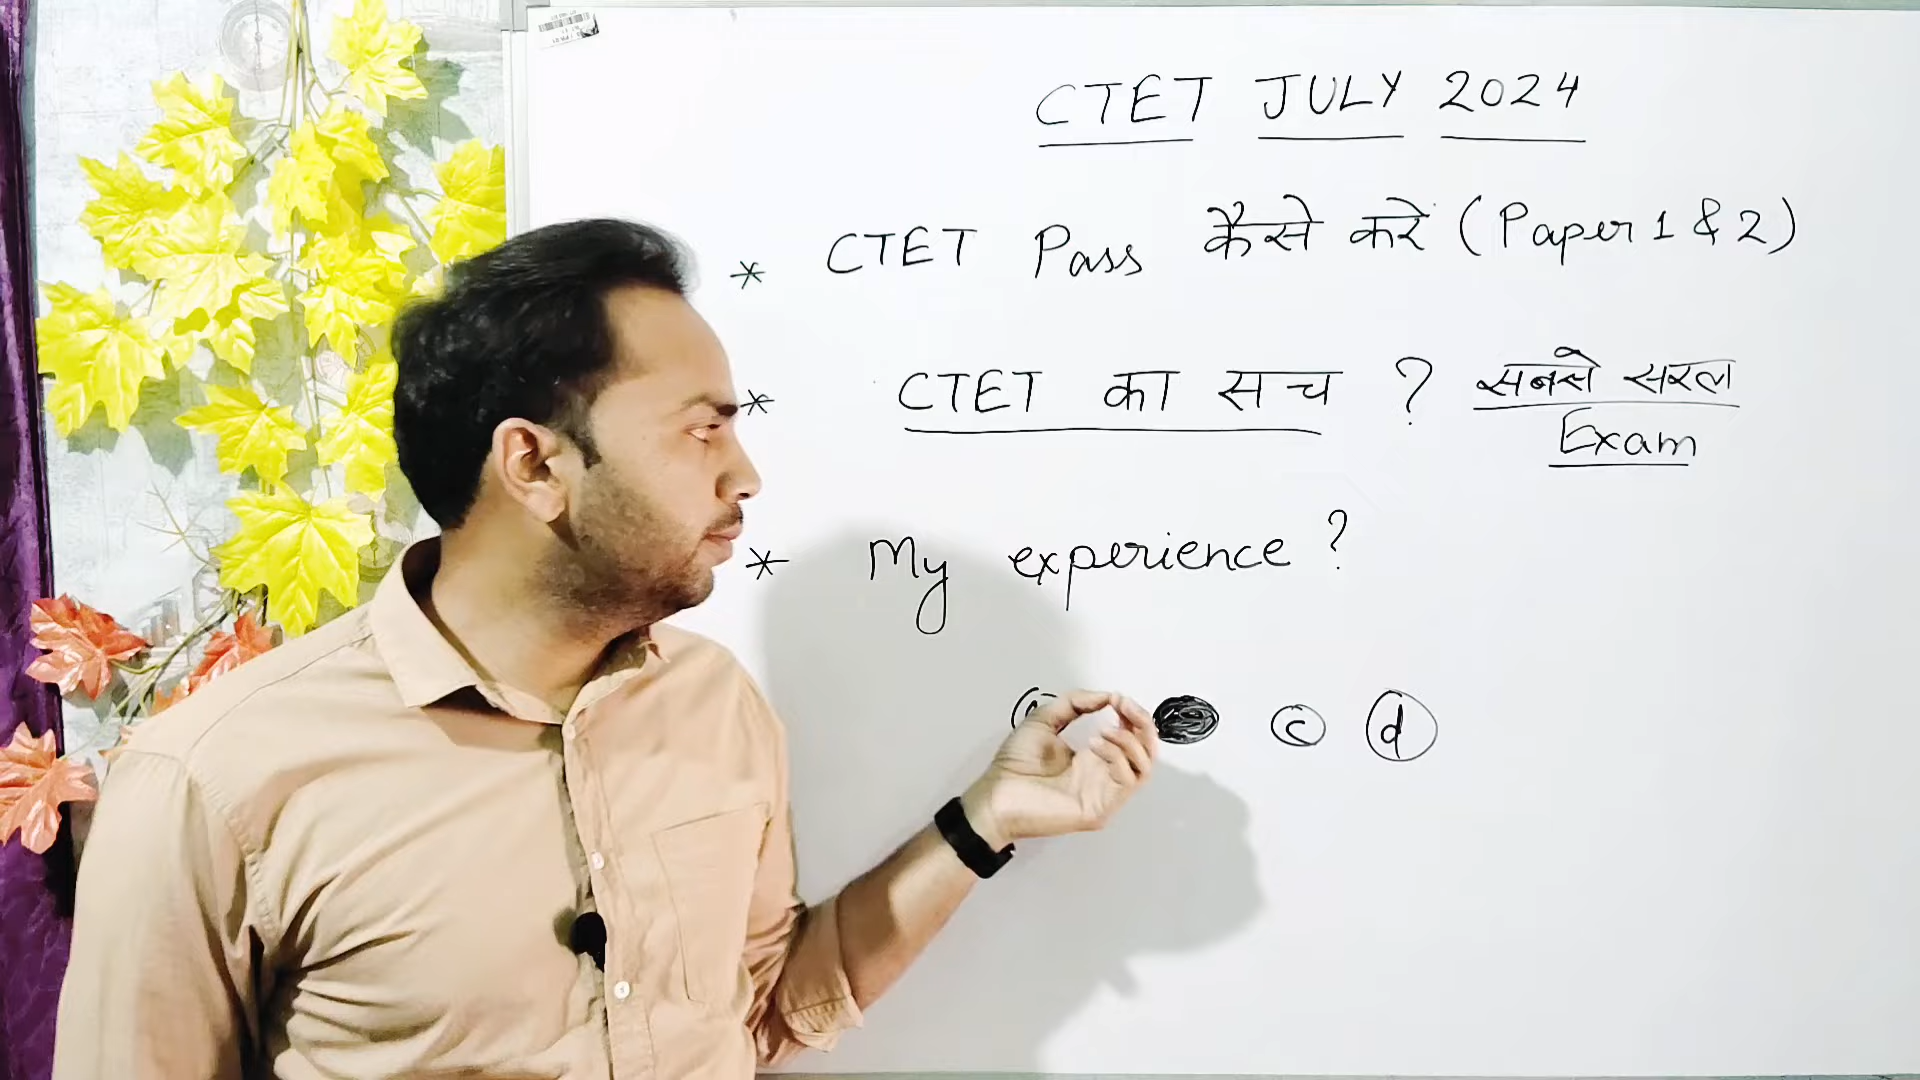 CTET JULY 2024
* CTET Pass कैसे करें (Paper 1 & 2)
* CTET का सच ? सबसे सरल
Exam
* My experience ?
c d